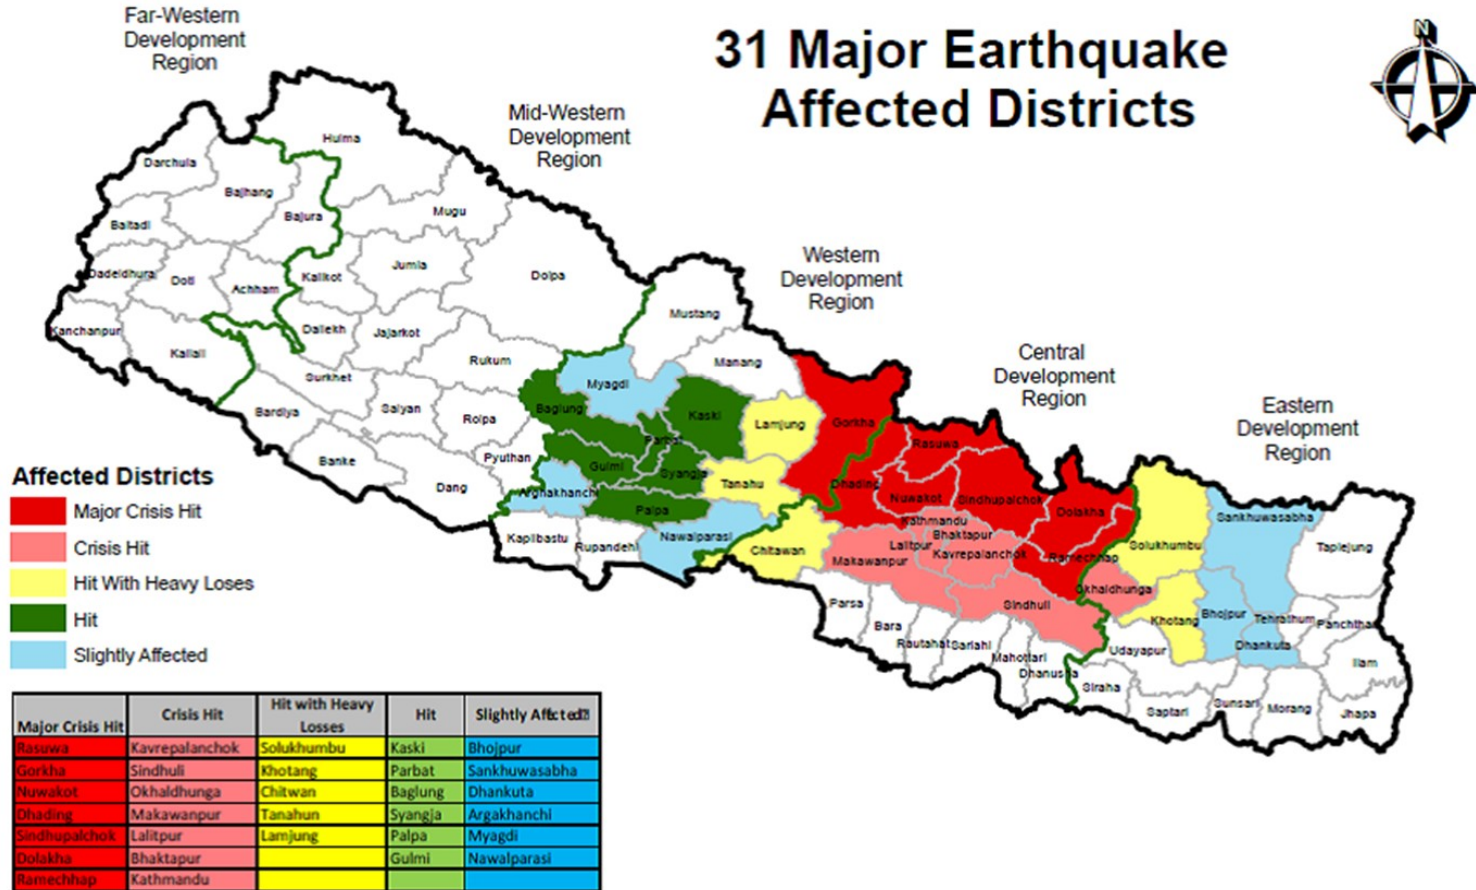 Far-Western
Development
Region
31 Major Earthquake
Affected Districts
N
Mid-Western
Development
Region
Western
Development
Region
Central
Development
Region
Eastern
Development
Region
Humla
Darchula
Bajhang
Bajura
Mugu
Baitadi
Dadeldhura
Doti
Achham
Kalikot
Jumla
Dolpa
Kanchanpur
Kailali
Dailekh
Jajarkot
Mustang
Rukum
Manang
Surkhet
Myagdi
Bardiya
Salyan
Rolpa
Baglung
Kaski
Lamjung
Gorkha
Parbat
Rasuwa
Banke
Pyuthan
Gulmi
Syangja
Tanahu
Dhading
Dang
Arghakhanchi
Nuwakot
Sindhupalchok
Dolakha
Sankhuwasabha
Palpa
Kathmandu
Kapilbastu
Rupandehi
Nawalparasi
Chitawan
Lalitpur
Bhaktapur
Kavrepalanchok
Makawanpur
Ramechhap
Solukhumbu
Taplejung
Okhaldhunga
Parsa
Sindhuli
Khotang
Bhojpur
Tehrathum
Panchthar
Bara
Rautahat
Sarlahi
Mahottari
Dhanusha
Udayapur
Dhankuta
Ilam
Siraha
Saptari
Sunsari
Morang
Jhapa
Affected Districts
Major Crisis Hit
Crisis Hit
Hit With Heavy Loses
Hit
Slightly Affected
Major Crisis Hit Crisis Hit Hit with Heavy Losses Hit Slightly Affected
Rasuwa Kavrepalanchok Solukhumbu Kaski Bhojpur
Gorkha Sindhuli Khotang Parbat Sankhuwasabha
Nuwakot Okhaldhunga Chitwan Baglung Dhankuta
Dhading Makawanpur Tanahun Syangja Argakhanchi
Sindhupalchok Lalitpur Lamjung Palpa Myagdi
Dolakha Bhaktapur Gulmi Nawalparasi
Ramechhap Kathmandu